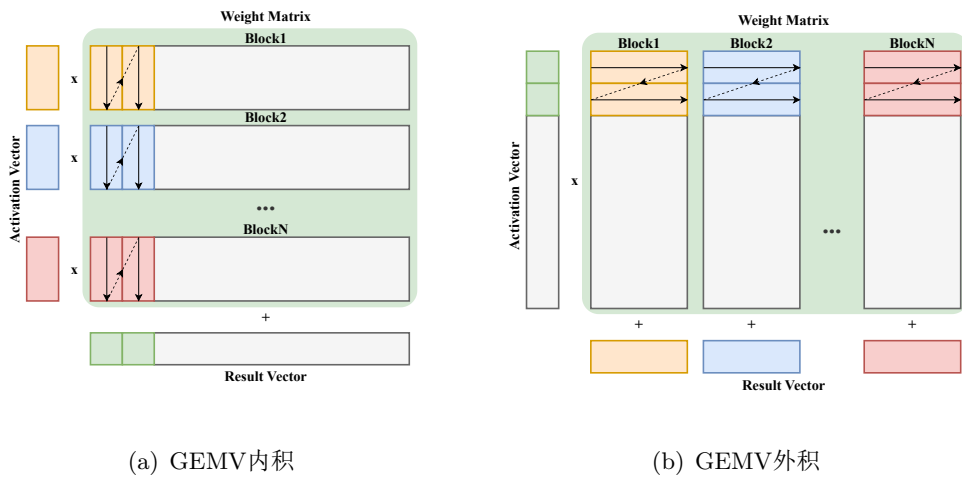 Weight Matrix
Block1
x
Block2
x
...
BlockN
x
Activation Vector
+
Result Vector
(a) GEMV内积
Weight Matrix
Block1 Block2 BlockN
Activation Vector
x
...
+ + +
Result Vector
(b) GEMV外积